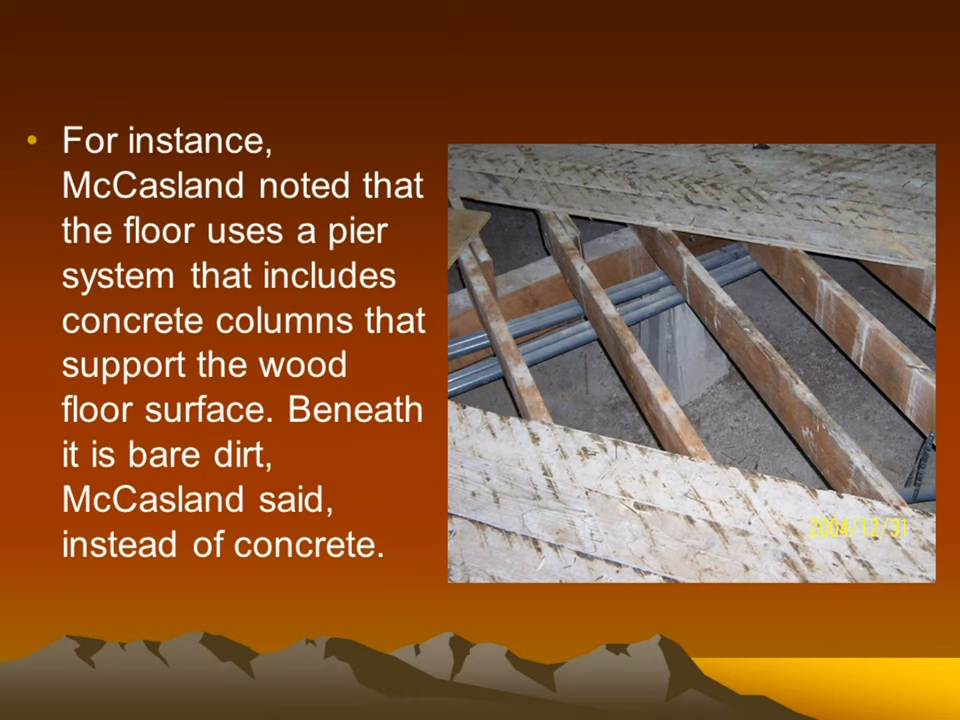 • For instance,
McCasland noted that
the floor uses a pier
system that includes
concrete columns that
support the wood
floor surface. Beneath
it is bare dirt,
McCasland said,
instead of concrete.
2004/12/31